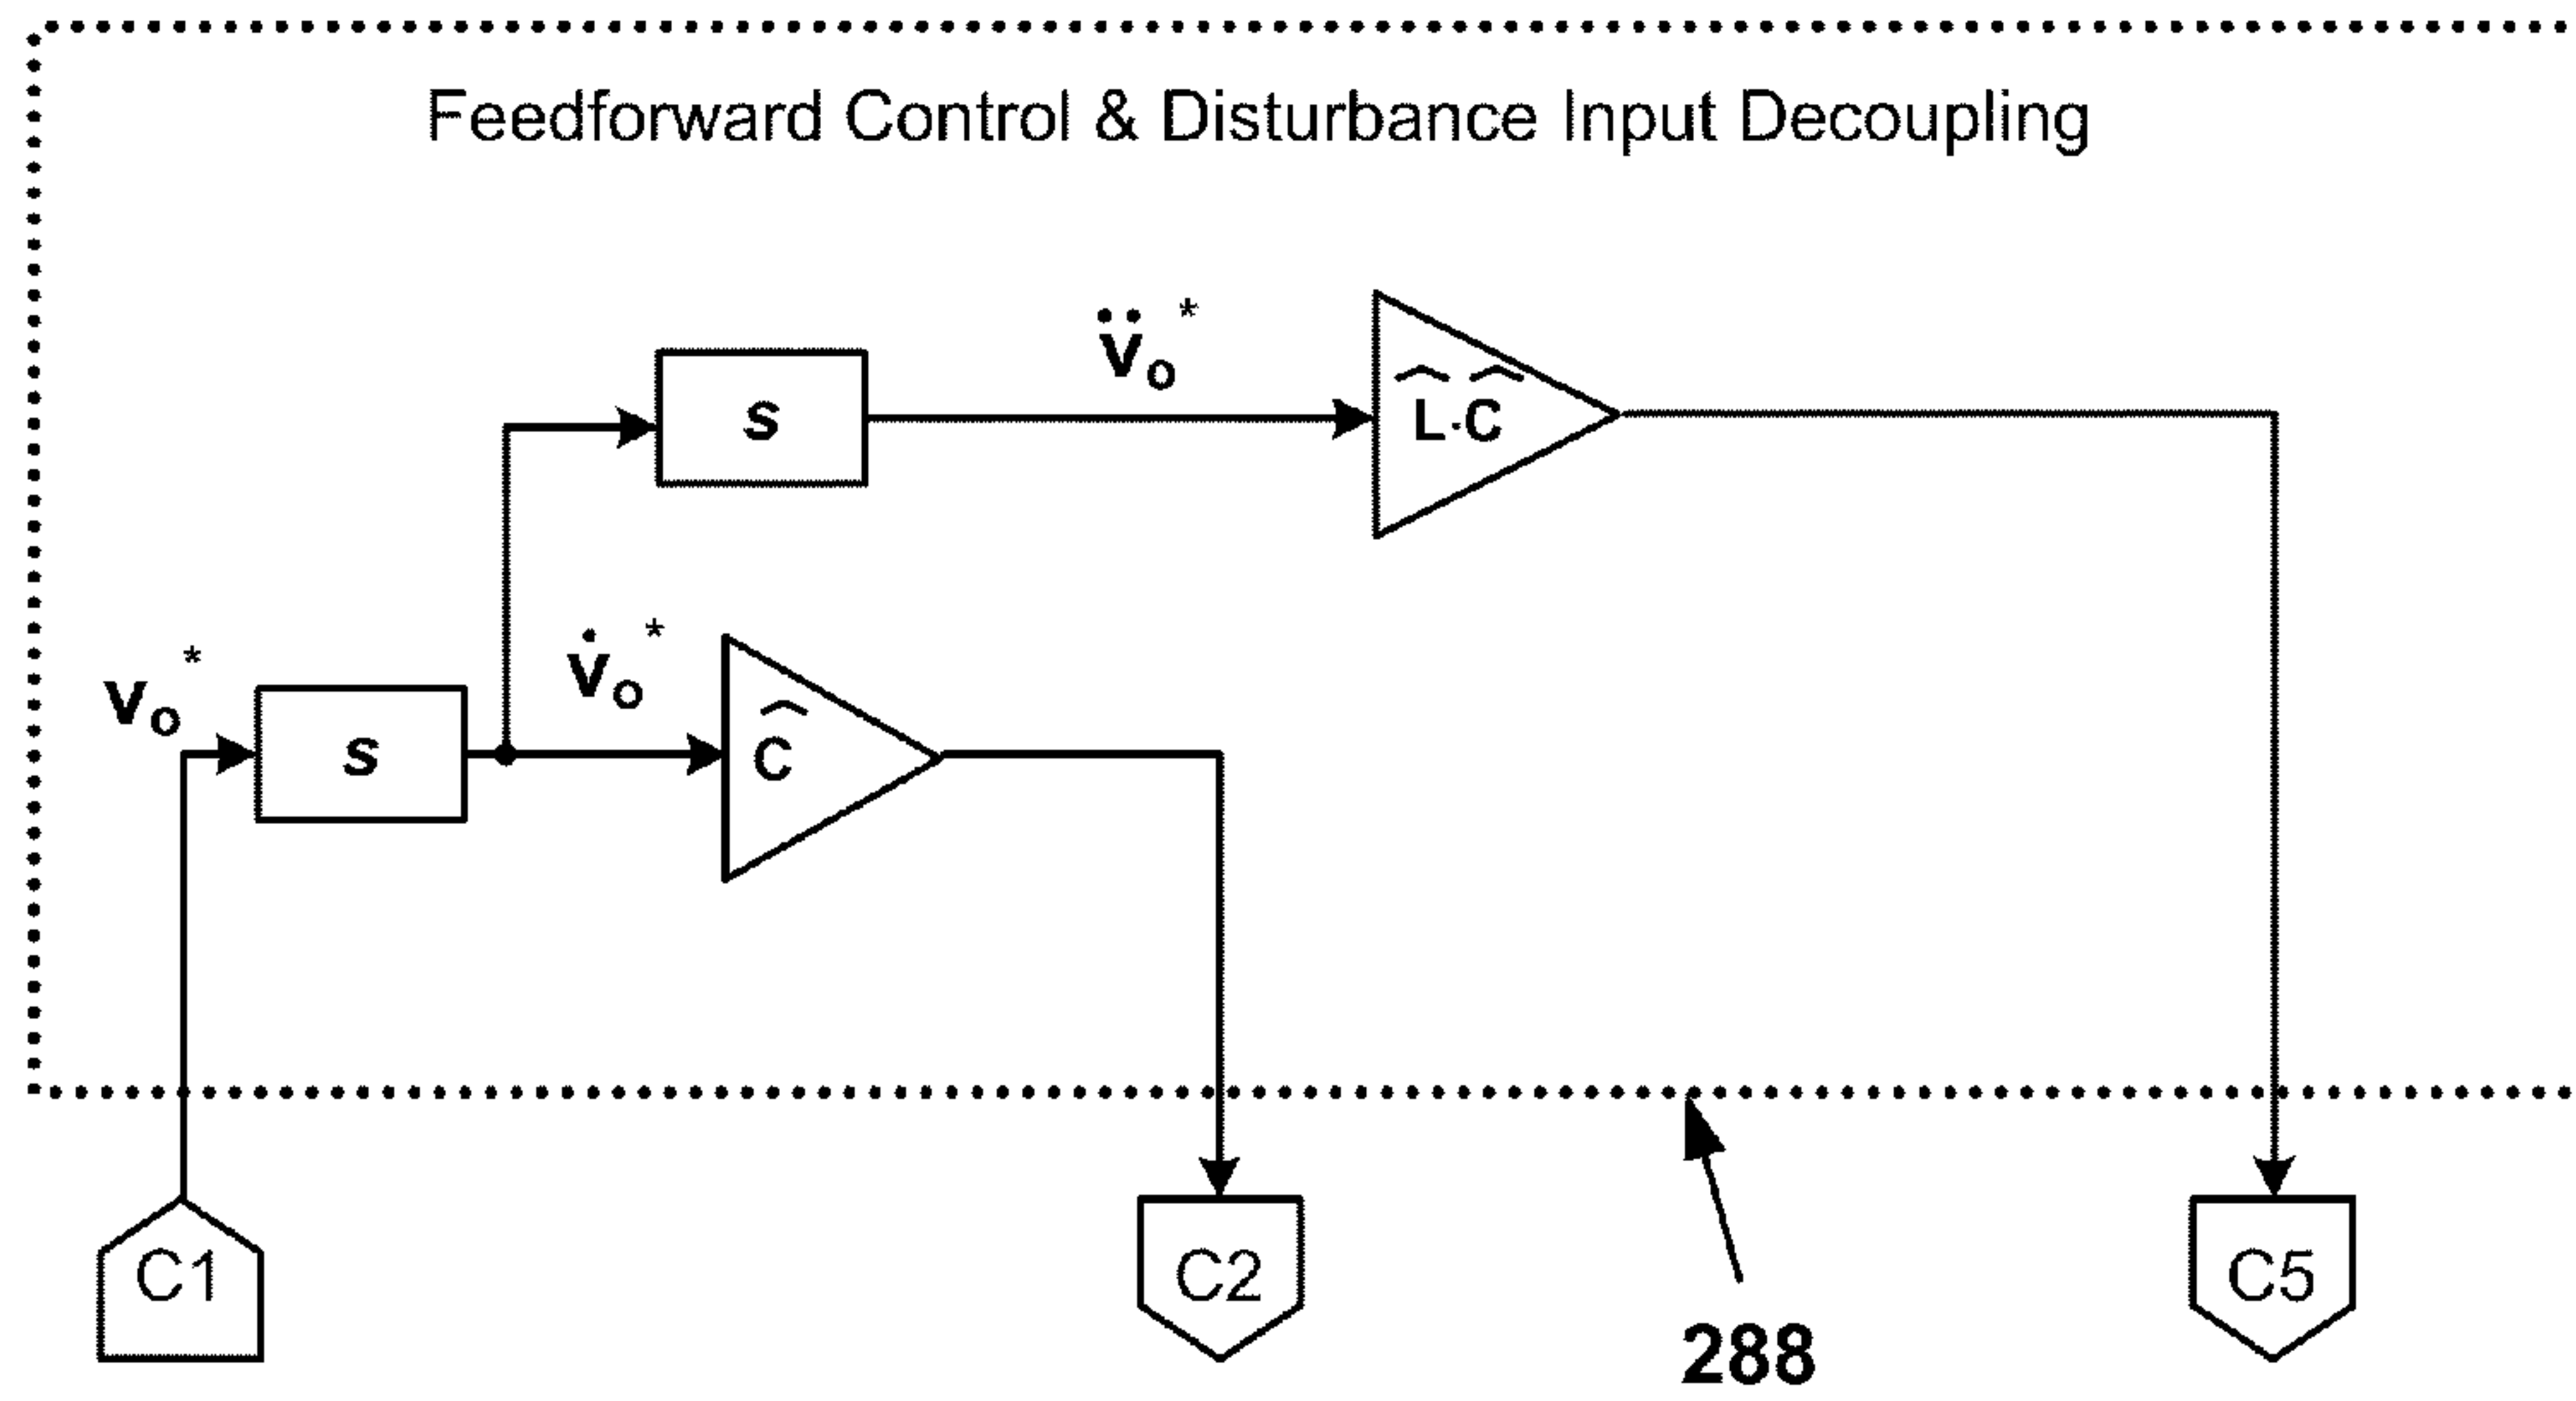 Feedforward Control & Disturbance Input Decoupling
s
v̈o*
L̂·Ĉ
vo*
s
v̇o*
Ĉ
C1
C2
288
C5